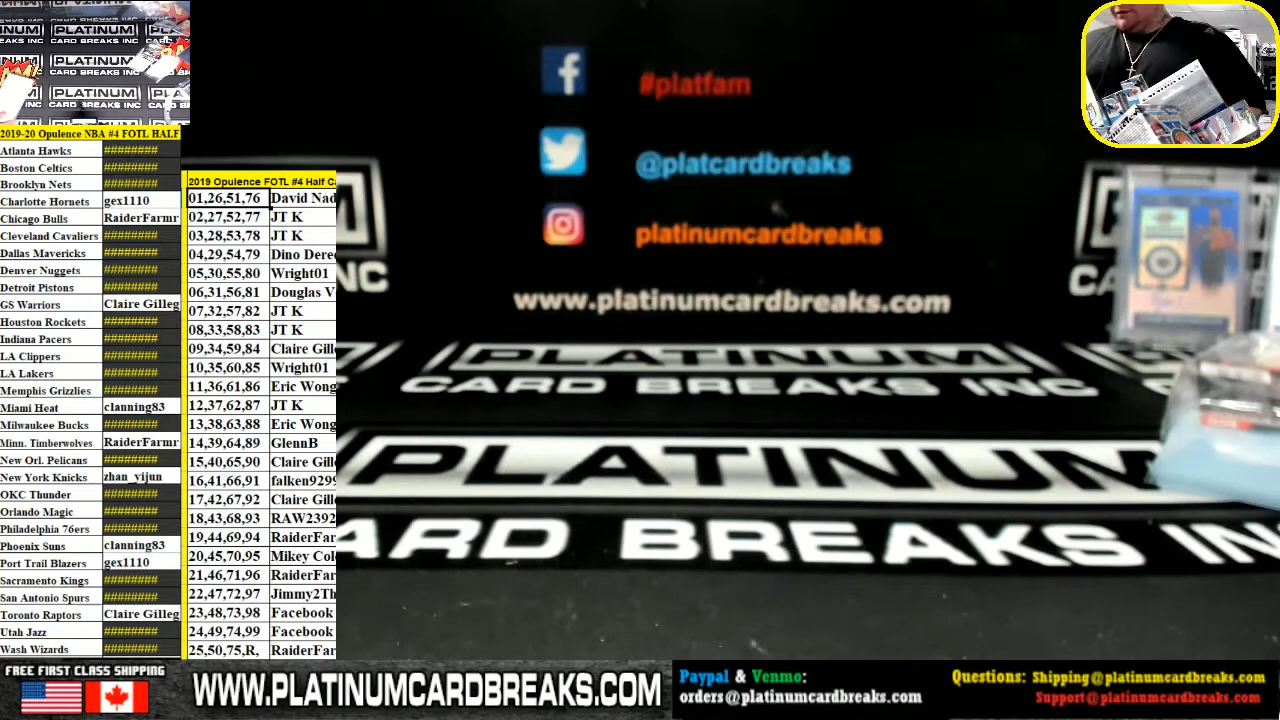 PLATINUM
CARD BREAKS INC
2019-20 Opulence NBA #4 FOTL HALF
Atlanta Hawks ########
Boston Celtics ########
Brooklyn Nets ########
Charlotte Hornets gex1110
Chicago Bulls RaiderFarmr
Cleveland Cavaliers ########
Dallas Mavericks ########
Denver Nuggets ########
Detroit Pistons ########
GS Warriors Claire Gilleg
Houston Rockets ########
Indiana Pacers ########
LA Clippers ########
LA Lakers ########
Memphis Grizzlies ########
Miami Heat clanning83
Milwaukee Bucks ########
Minn. Timberwolves RaiderFarmr
New Orl. Pelicans ########
New York Knicks zhan_yijun
OKC Thunder ########
Orlando Magic ########
Philadelphia 76ers ########
Phoenix Suns clanning83
Port Trail Blazers gex1110
Sacramento Kings ########
San Antonio Spurs ########
Toronto Raptors Claire Gilleg
Utah Jazz ########
Wash Wizards ########
2019 Opulence FOTL #4 Half Ca
01,26,51,76 David Nad
02,27,52,77 JT K
03,28,53,78 JT K
04,29,54,79 Dino Dere
05,30,55,80 Wright01
06,31,56,81 Douglas V
07,32,57,82 JT K
08,33,58,83 JT K
09,34,59,84 Claire Gill
10,35,60,85 Wright01
11,36,61,86 Eric Wong
12,37,62,87 JT K
13,38,63,88 Eric Wong
14,39,64,89 GlennB
15,40,65,90 Claire Gill
16,41,66,91 falken9299
17,42,67,92 Claire Gill
18,43,68,93 RAW2392
19,44,69,94 RaiderFar
20,45,70,95 Mikey Col
21,46,71,96 RaiderFar
22,47,72,97 Jimmy2Th
23,48,73,98 Facebook
24,49,74,99 Facebook
25,50,75,R, RaiderFar
#platfam
@platcardbreaks
platinumcardbreaks
www.platinumcardbreaks.com
PLATINUM
CARD BREAKS INC
PLATINUM
CARD BREAKS INC
FREE FIRST CLASS SHIPPING
WWW.PLATINUMCARDBREAKS.COM
Paypal & Venmo:
orders@platinumcardbreaks.com
Questions: Shipping@platinumcardbreaks.com
Support@platinumcardbreaks.com